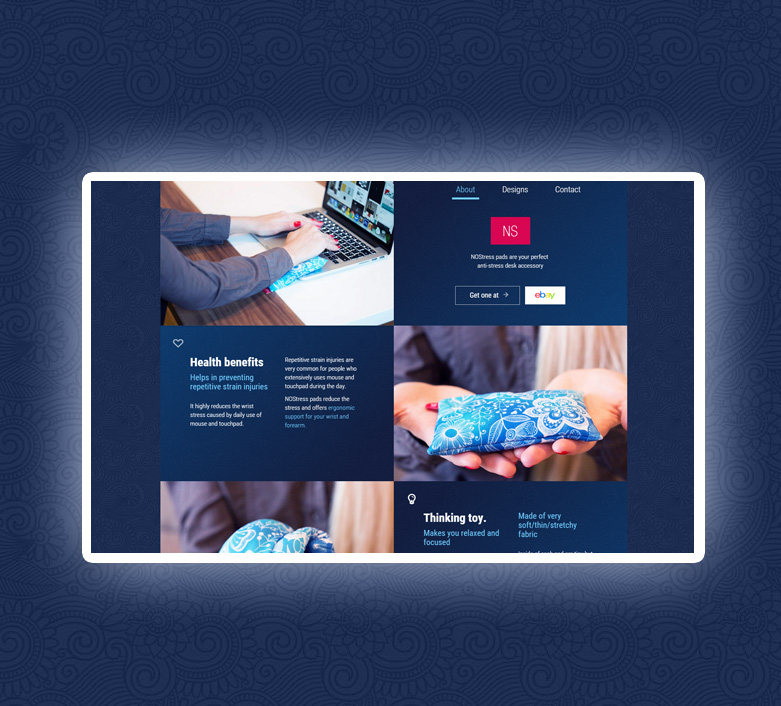 About Designs Contact
NS
NOStress pads are your perfect
anti-stress desk accessory
Get one at → ebay
Health benefits
Helps in preventing
repetitive strain injuries
It highly reduces the wrist
stress caused by daily use of
mouse and touchpad.
Repetitive strain injuries are
very common for people who
extensively uses mouse and
touchpad during the day.
NOStress pads reduce the
stress and offers ergonomic
support for your wrist and
forearm.
Thinking toy.
Makes you relaxed and
focused
Made of very
soft/thin/stretchy
fabric